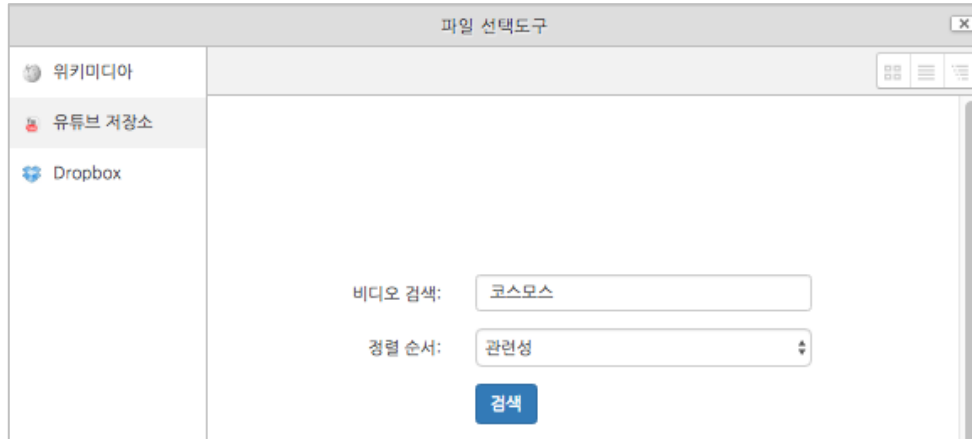 파일 선택도구
위키미디어
유튜브 저장소
Dropbox
비디오 검색: 코스모스
정렬 순서: 관련성
검색